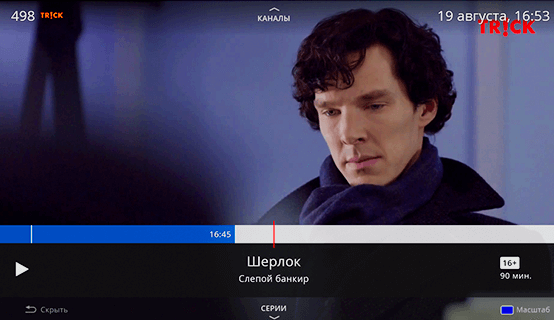 498 TR!CK
КАНАЛЫ
19 августа, 16:53
TR!CK
16:45
Шерлок
Слепой банкир
16+
90 мин.
Скрыть
СЕРИИ
Масштаб